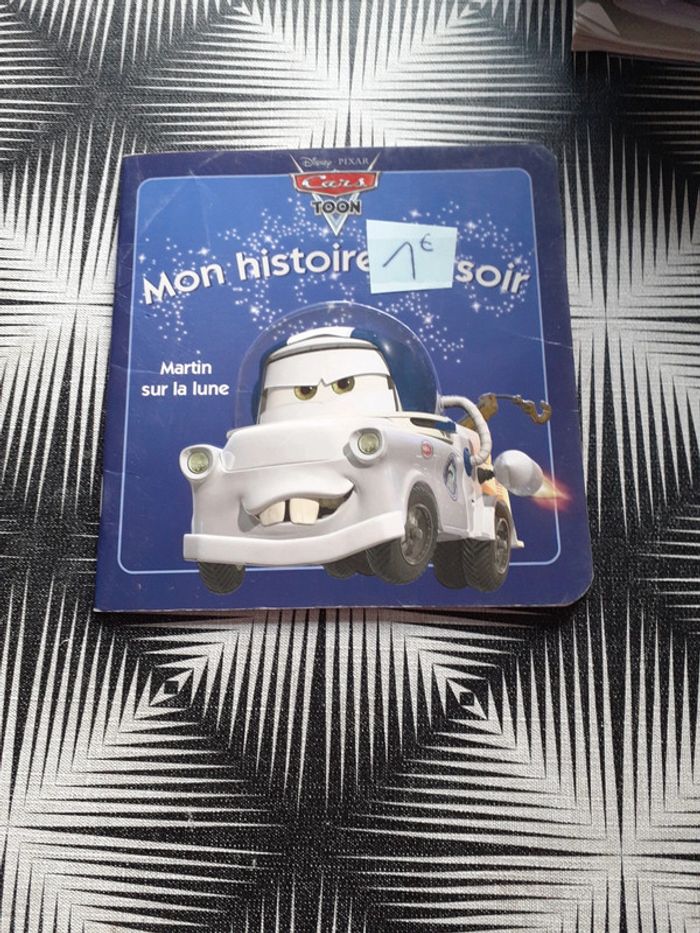 Disney PIXAR
Cars
TOON
Mon histoire soir
1€
Martin
sur la lune